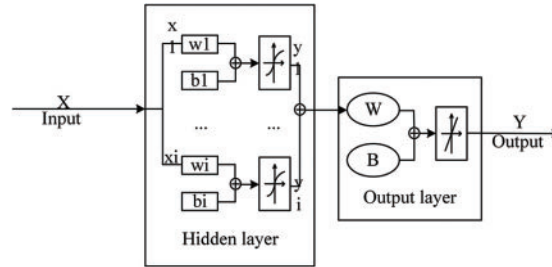 X
Input
x
1
w1
b1
y
1
...
...
xi
wi
bi
y
i
Hidden layer
W
B
Output layer
Y
Output